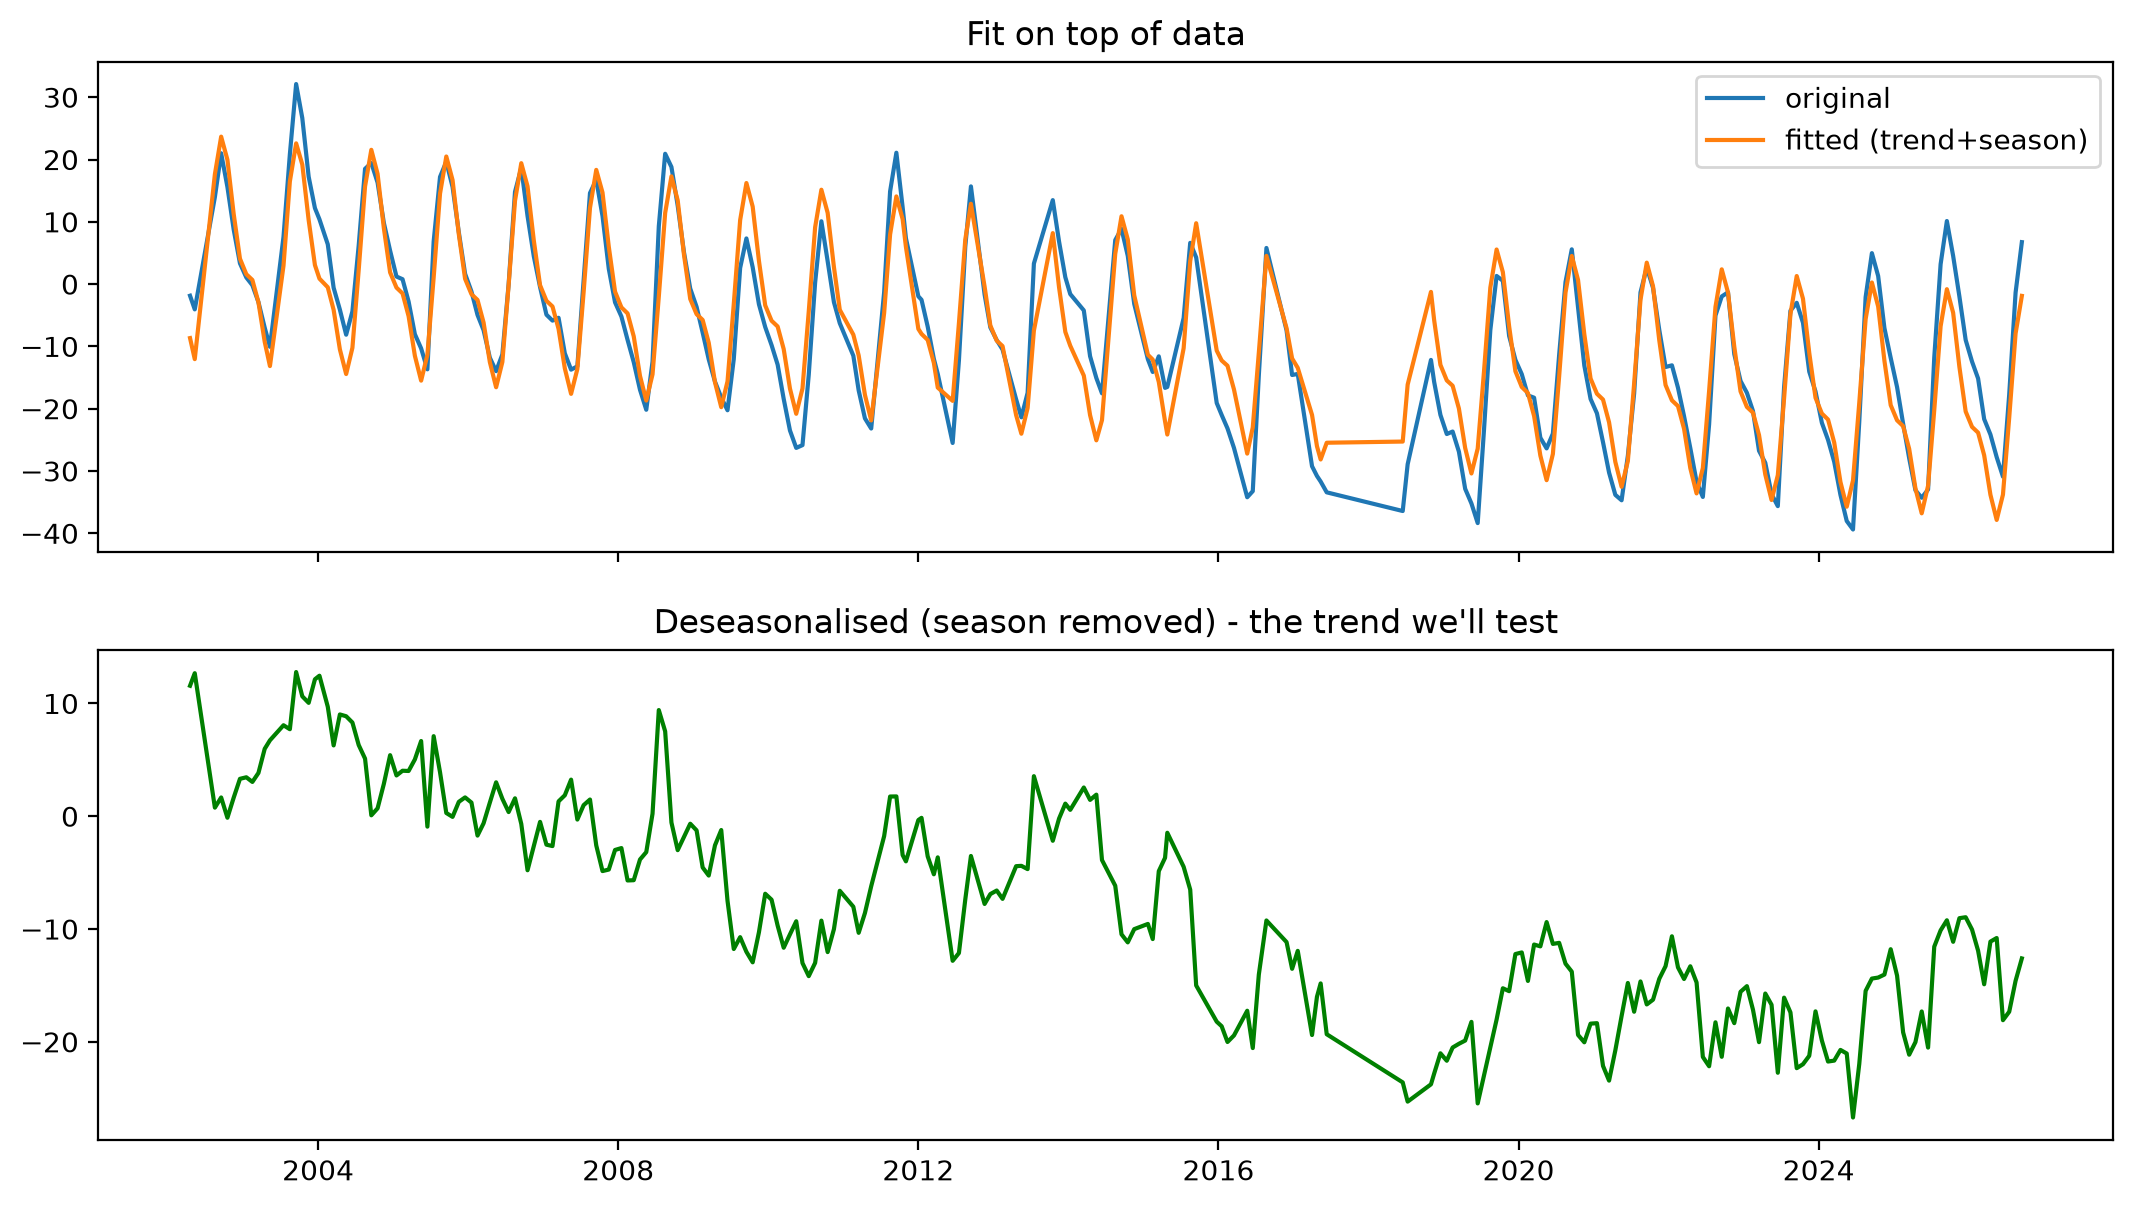 Fit on top of data
30
20
10
0
−10
−20
−30
−40
original
fitted (trend+season)
Deseasonalised (season removed) - the trend we'll test
10
0
−10
−20
2004 2008 2012 2016 2020 2024